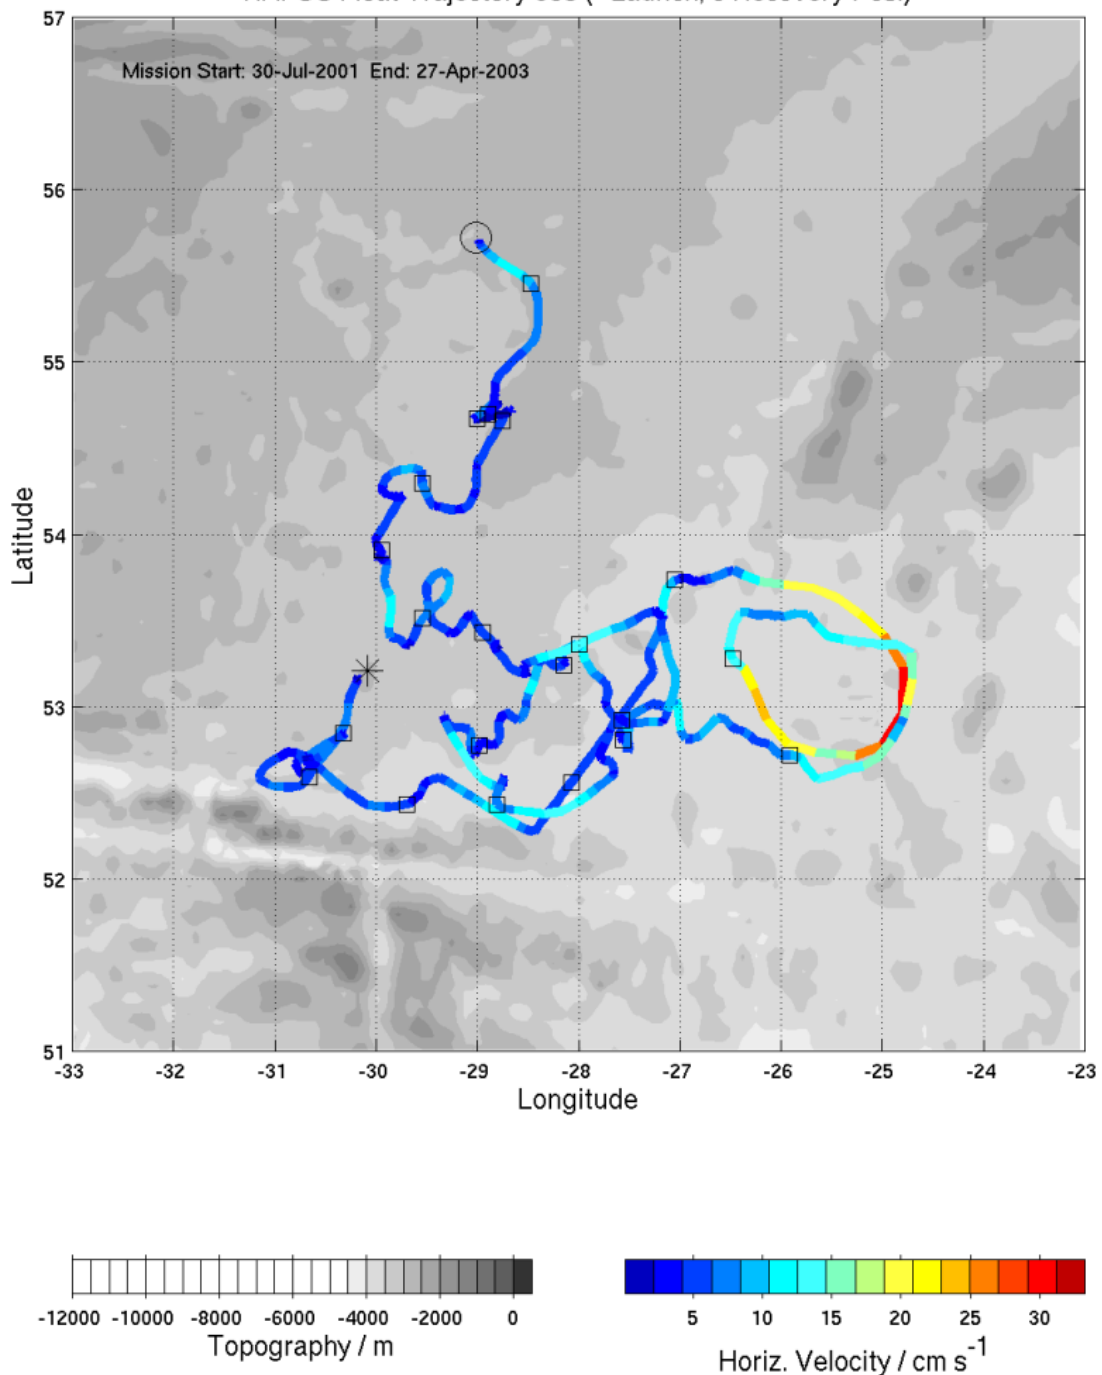 Mission Start: 30-Jul-2001 End: 27-Apr-2003
57
56
55
54
53
52
51
Latitude
-33 -32 -31 -30 -29 -28 -27 -26 -25 -24 -23
Longitude
-12000 -10000 -8000 -6000 -4000 -2000 0
Topography / m
5 10 15 20 25 30
Horiz. Velocity / cm s⁻¹